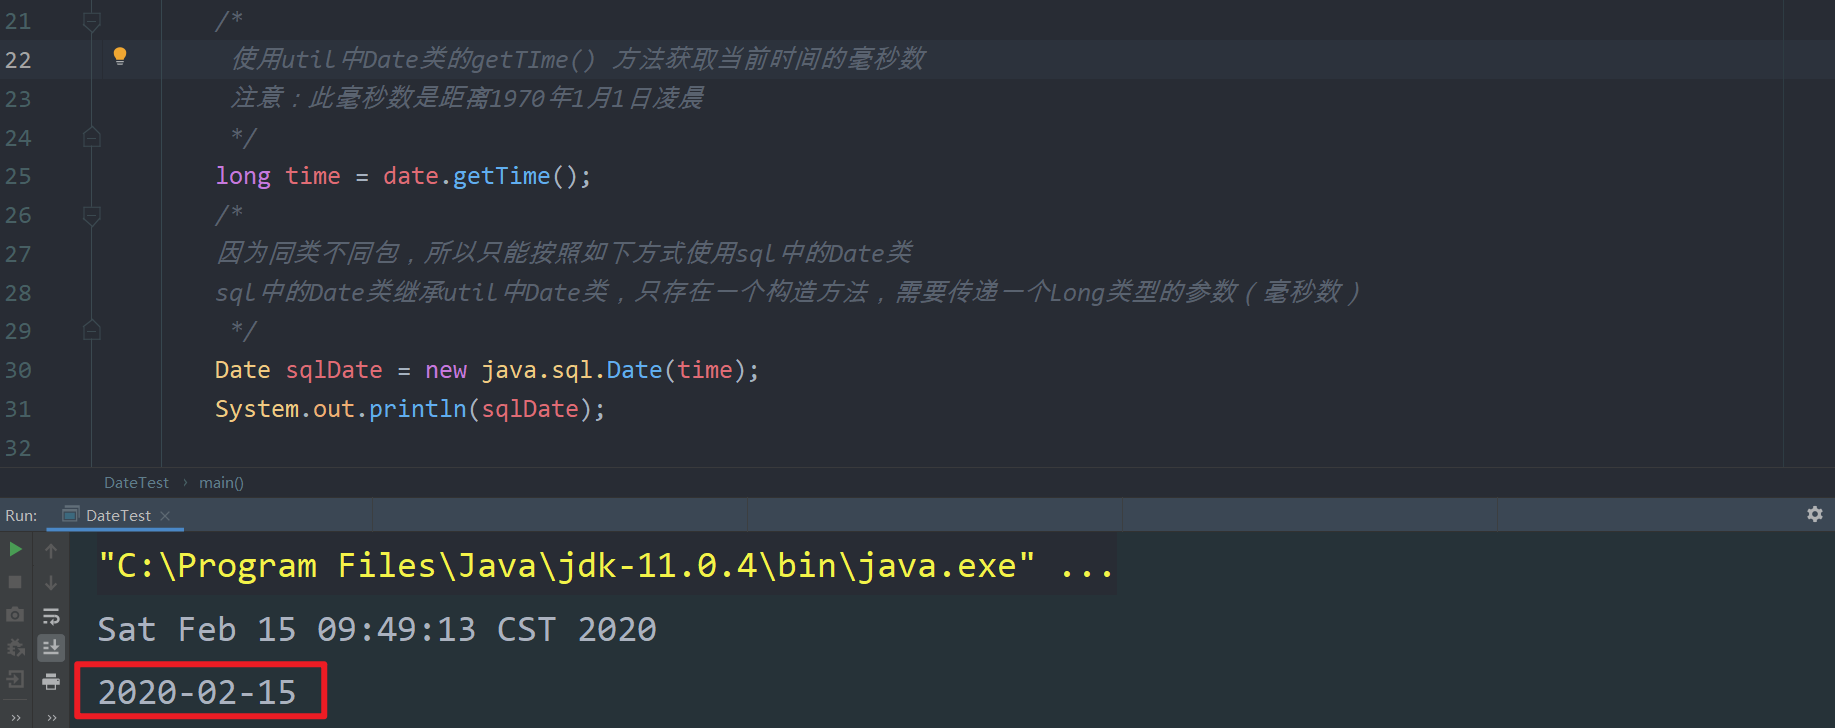 21 /*
22 使用util中Date类的getTIme() 方法获取当前时间的毫秒数
23 注意：此毫秒数是距离1970年1月1日凌晨
24 */
25 long time = date.getTime();
26 /*
27 因为同类不同包，所以只能按照如下方式使用sql中的Date类
28 sql中的Date类继承util中Date类，只存在一个构造方法，需要传递一个Long类型的参数（毫秒数）
29 */
30 Date sqlDate = new java.sql.Date(time);
31 System.out.println(sqlDate);
32
DateTest › main()
Run: DateTest ×
"C:\Program Files\Java\jdk-11.0.4\bin\java.exe" ...
Sat Feb 15 09:49:13 CST 2020
2020-02-15